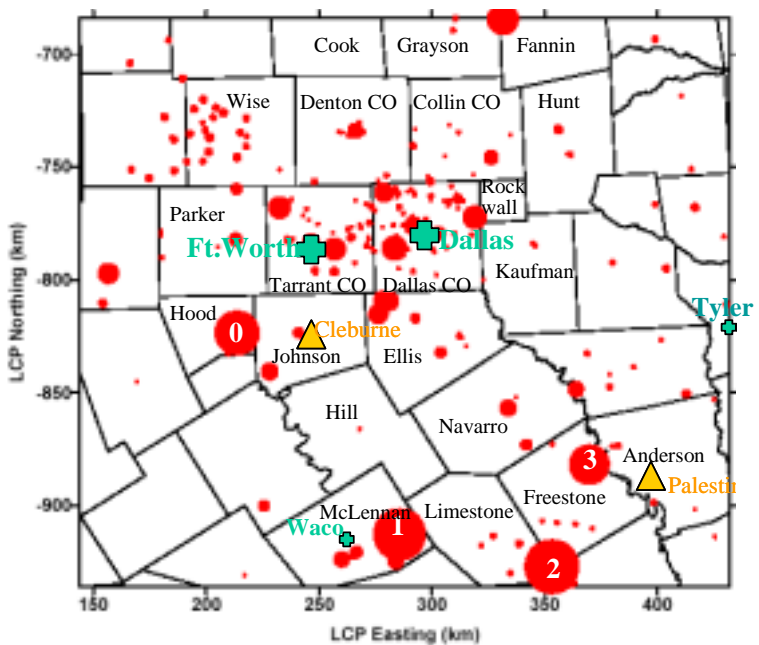 -700
Cook
Grayson
Fannin
Wise
Denton CO
Collin CO
Hunt
-750
Rock
wall
Parker
Ft.Worth
Dallas
-800
Kaufman
Tarrant CO
Dallas CO
Tyler
Hood
0
Cleburne
Johnson
Ellis
-850
Hill
Navarro
3
Anderson
Palestin
Freestone
-900
McLennan
Limestone
Waco
1
2
150
200
250
300
350
400
LCP Easting (km)
LCP Northing (km)